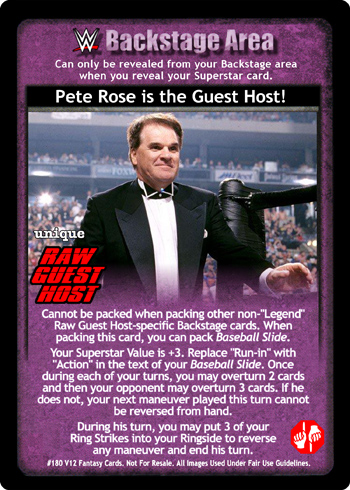 Backstage Area
Can only be revealed from your Backstage area
when you reveal your Superstar card.
Pete Rose is the Guest Host!
unique
RAW
GUEST
HOST
Cannot be packed when packing other non-"Legend"
Raw Guest Host-specific Backstage cards. When
packing this card, you can pack Baseball Slide.
Your Superstar Value is +3. Replace "Run-in" with
"Action" in the text of your Baseball Slide. Once
during each of your turns, you may overturn 2 cards
and then your opponent may overturn 3 cards. If he
does not, your next maneuver played this turn cannot
be reversed from hand.
During his turn, you may put 3 of your
Ring Strikes into your Ringside to reverse
any maneuver and end his turn.
#180 V12 Fantasy Cards. Not For Resale. All Images Used Under Fair Use Guidelines.